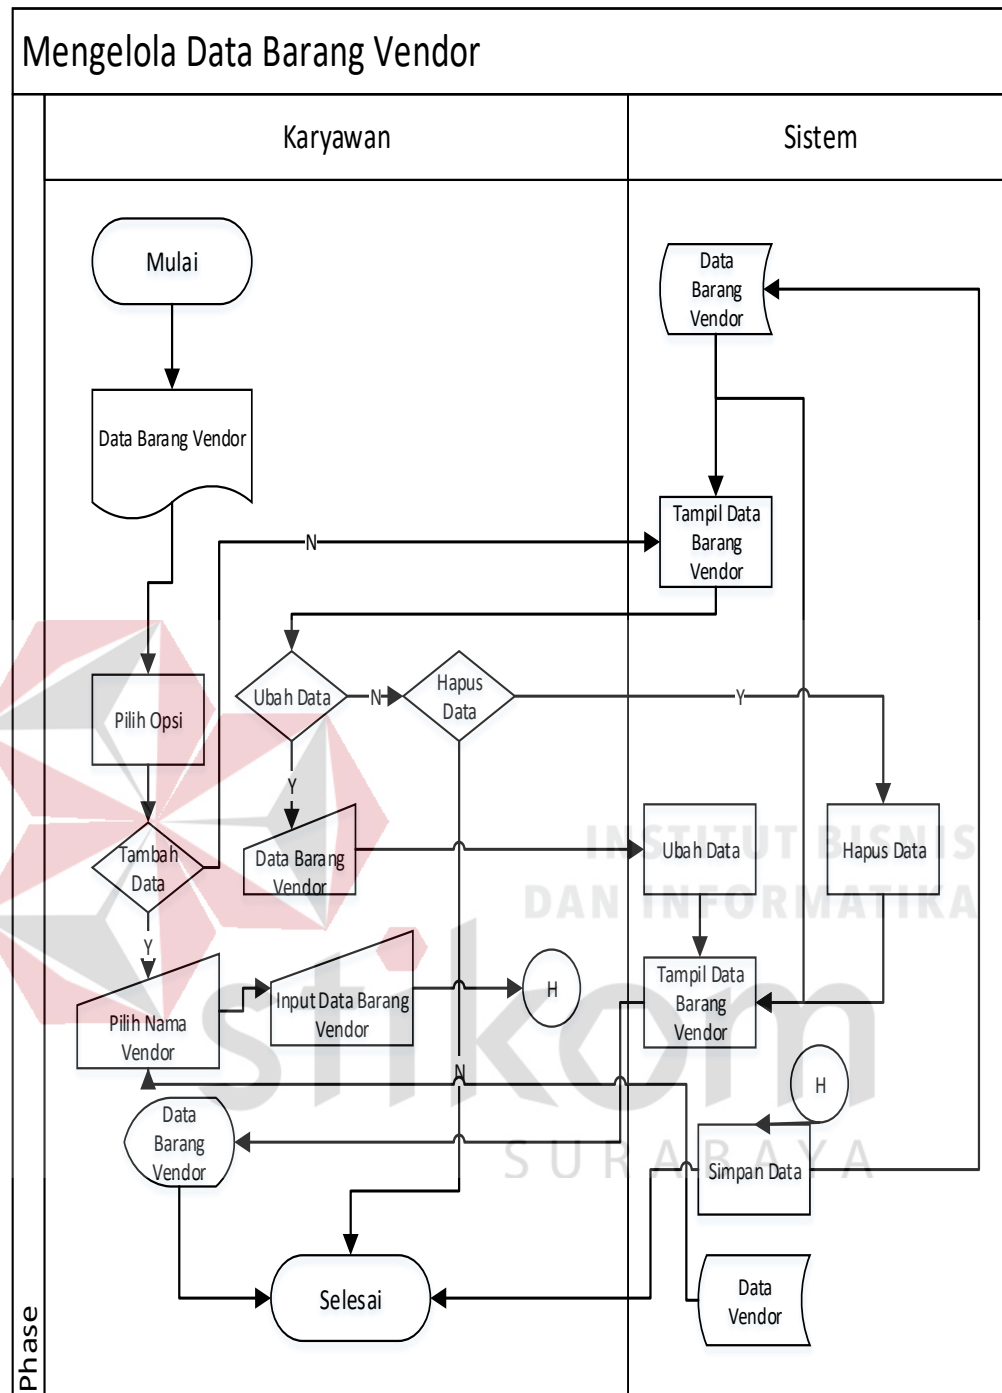 Mengelola Data Barang Vendor
Karyawan
Sistem
Phase
Mulai
Data
Barang
Vendor
Data Barang Vendor
Tampil Data
Barang
Vendor
N
Ubah Data
N
Hapus
Data
Y
Pilih Opsi
Y
Tambah
Data
Data Barang
Vendor
Ubah Data
Hapus Data
INSTITUT BISNIS
DAN INFORMATIKA
Y
Pilih Nama
Vendor
Input Data Barang
Vendor
H
Tampil Data
Barang
Vendor
stikom
N
H
Data
Barang
Vendor
SURABAYA
Simpan Data
Selesai
Data
Vendor